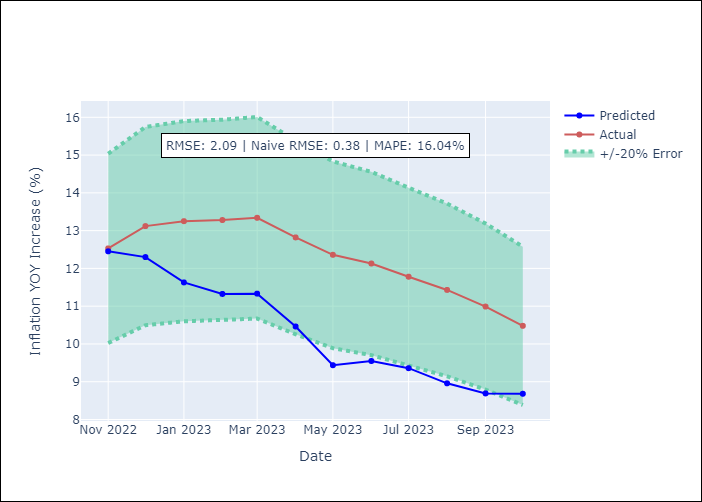 16
15
14
13
12
11
10
9
8
Inflation YOY Increase (%)
RMSE: 2.09 | Naive RMSE: 0.38 | MAPE: 16.04%
Predicted
Actual
+/-20% Error
Nov 2022 Jan 2023 Mar 2023 May 2023 Jul 2023 Sep 2023
Date